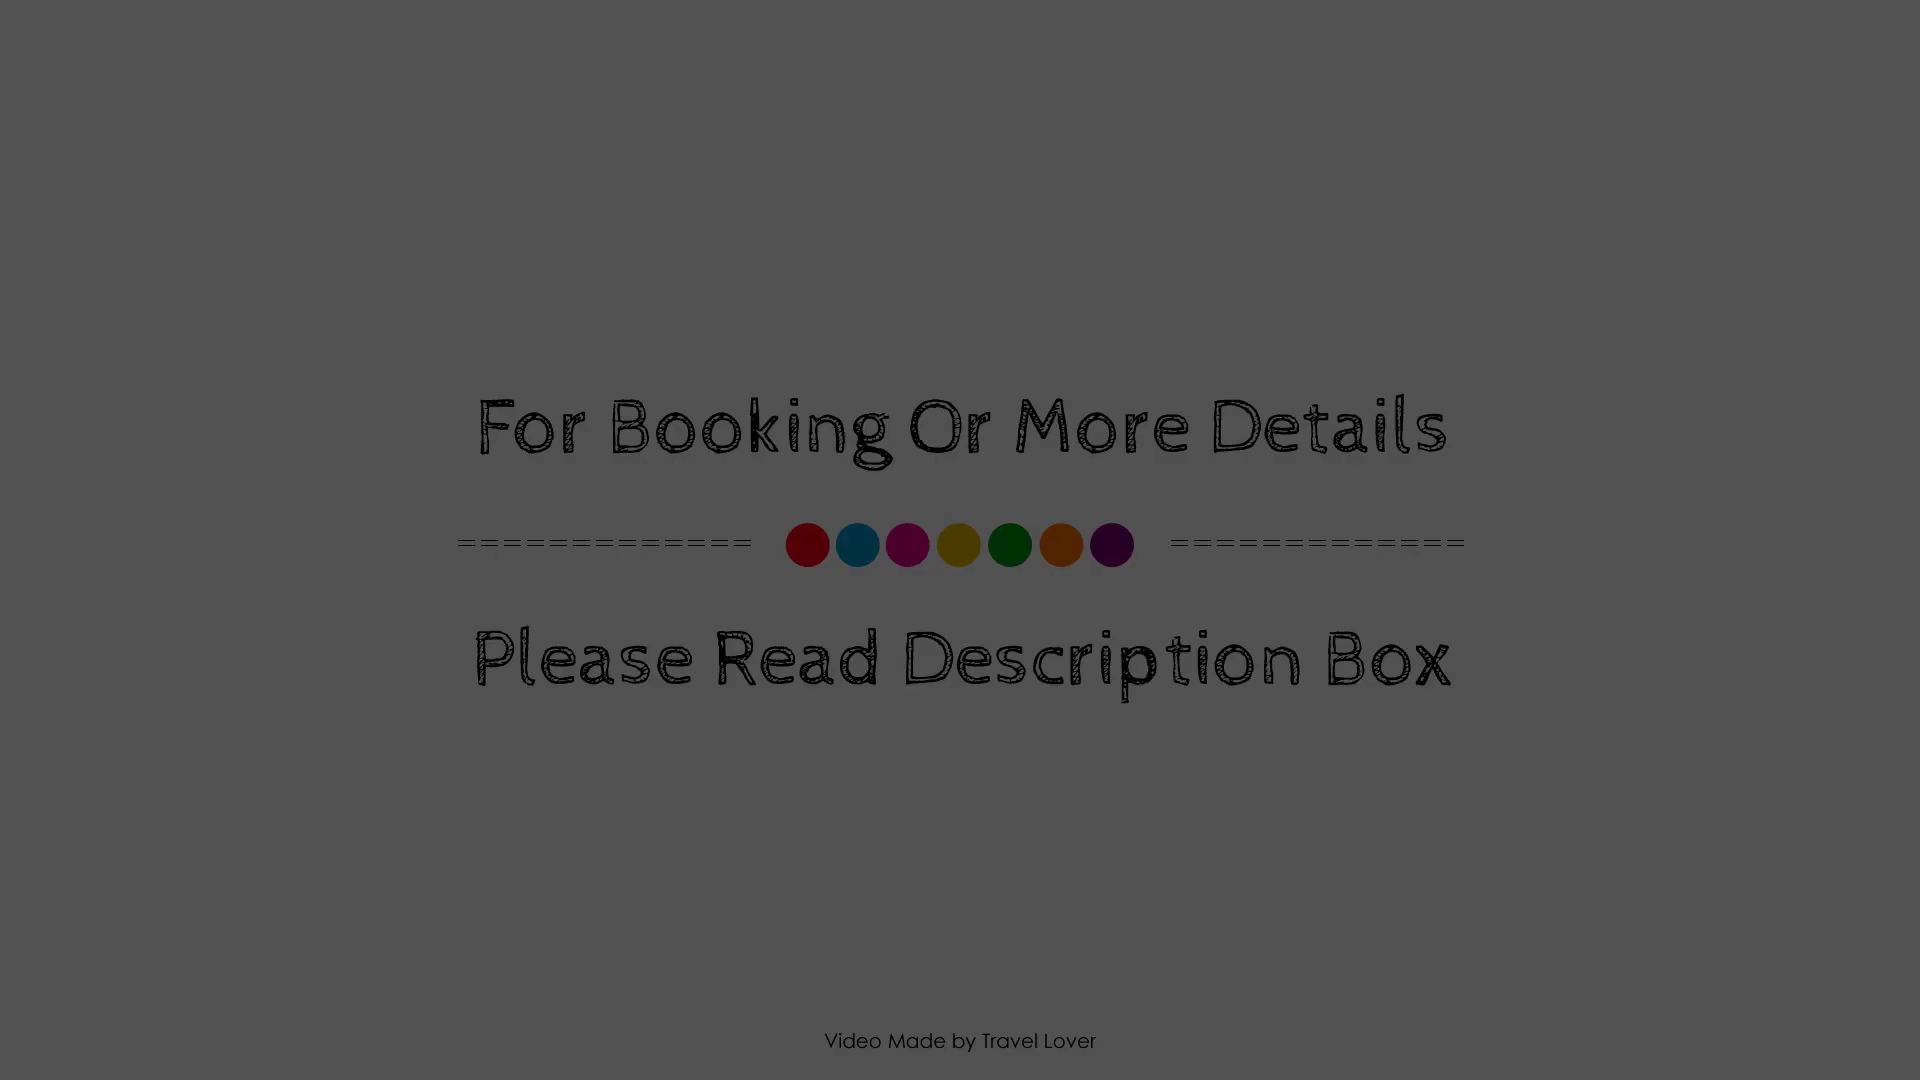 For Booking Or More Details
============= =============
Please Read Description Box
Video Made by Travel Lover